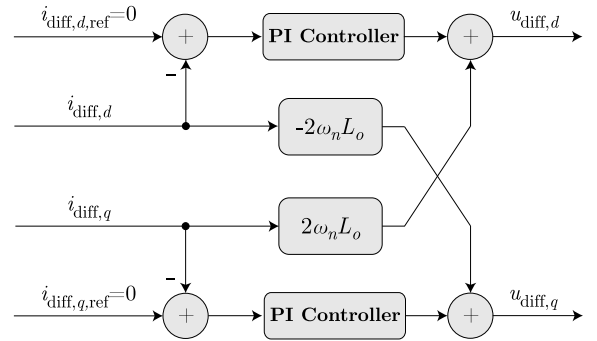 i_diff,d,ref=0
+
PI Controller
+
u_diff,d
−
i_diff,d
-2ω_nL_o
i_diff,q
2ω_nL_o
−
i_diff,q,ref=0
+
PI Controller
+
u_diff,q